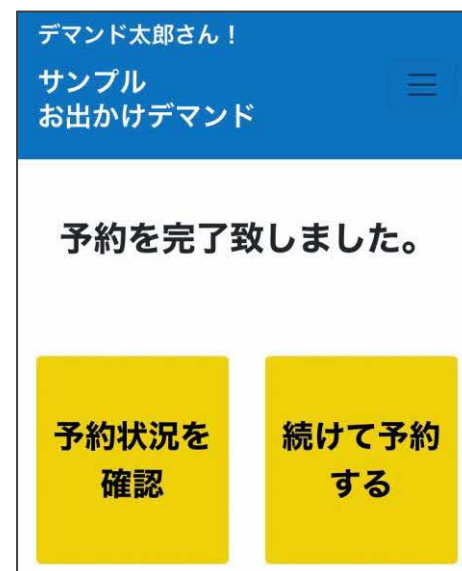 デマンド太郎さん！
サンプル
お出かけデマンド
予約を完了致しました。
予約状況を
確認
続けて予約
する